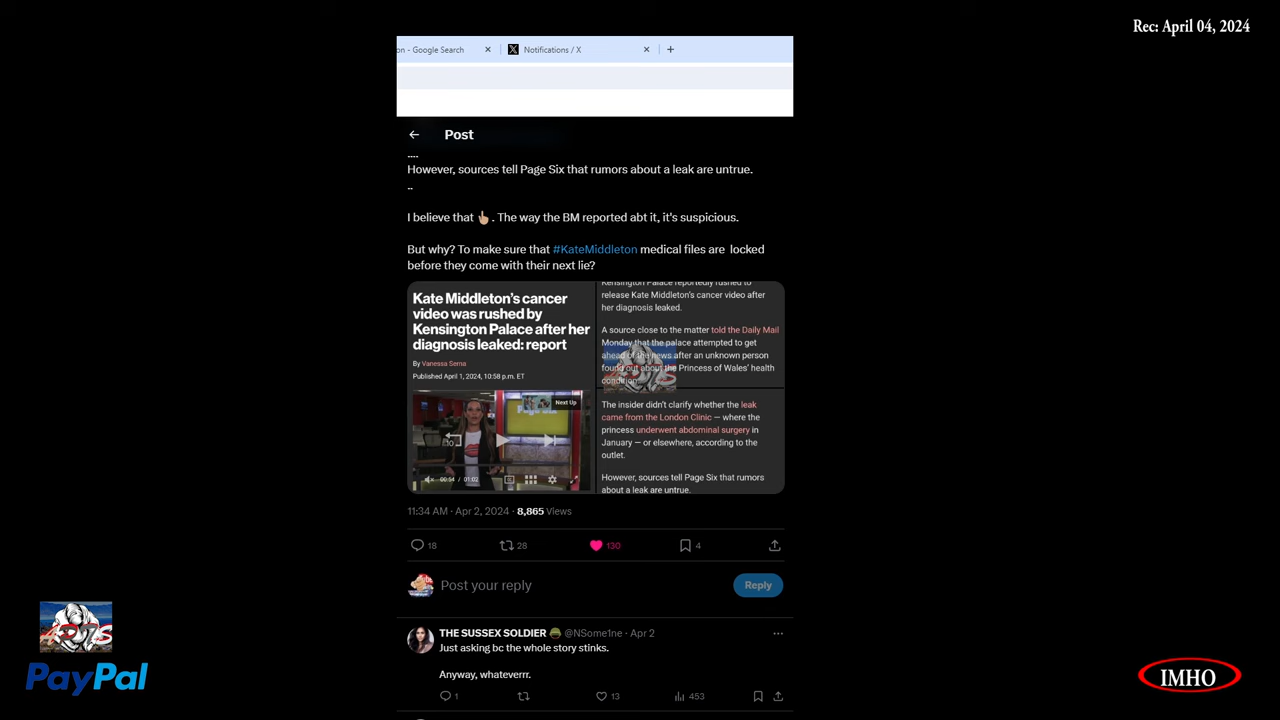 Rec: April 04, 2024
on - Google Search
Notifications / X
Post
....
However, sources tell Page Six that rumors about a leak are untrue.
..
I believe that 👆🏼. The way the BM reported abt it, it's suspicious.
But why? To make sure that #KateMiddleton medical files are locked
before they come with their next lie?
Kate Middleton's cancer
video was rushed by
Kensington Palace after her
diagnosis leaked: report
By Vanessa Serna
Published April 1, 2024, 10:58 p.m. ET
Next Up
10
00:54 / 01:02
Kensington Palace reportedly rushed to
release Kate Middleton's cancer video after
her diagnosis leaked.
A source close to the matter told the Daily Mail
Monday that the palace attempted to get
ahead of the news after an unknown person
found out about the Princess of Wales' health
condition.
The insider didn't clarify whether the leak
came from the London Clinic — where the
princess underwent abdominal surgery in
January — or elsewhere, according to the
outlet.
However, sources tell Page Six that rumors
about a leak are untrue.
11:34 AM · Apr 2, 2024 · 8,865 Views
18 28 130 4
Post your reply
Reply
THE SUSSEX SOLDIER @NSome1ne · Apr 2
Just asking bc the whole story stinks.
Anyway, whateverrr.
1 13 453
PayPal
IMHO